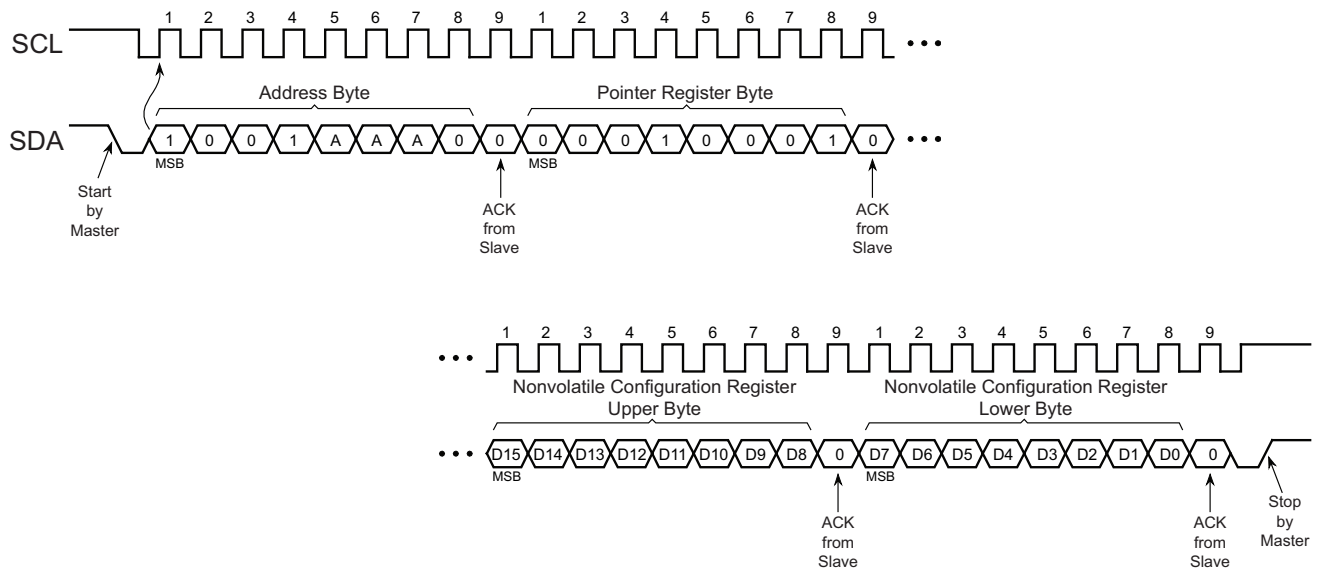 1 2 3 4 5 6 7 8 9 1 2 3 4 5 6 7 8 9
SCL
Address Byte Pointer Register Byte
SDA 1 0 0 1 A A A 0 0 0 0 0 1 0 0 0 1 0
MSB MSB
Start
by
Master
ACK
from
Slave
ACK
from
Slave
1 2 3 4 5 6 7 8 9 1 2 3 4 5 6 7 8 9
Nonvolatile Configuration Register
Upper Byte
Nonvolatile Configuration Register
Lower Byte
D15 D14 D13 D12 D11 D10 D9 D8 0 D7 D6 D5 D4 D3 D2 D1 D0 0
MSB MSB
ACK
from
Slave
ACK
from
Slave
Stop
by
Master